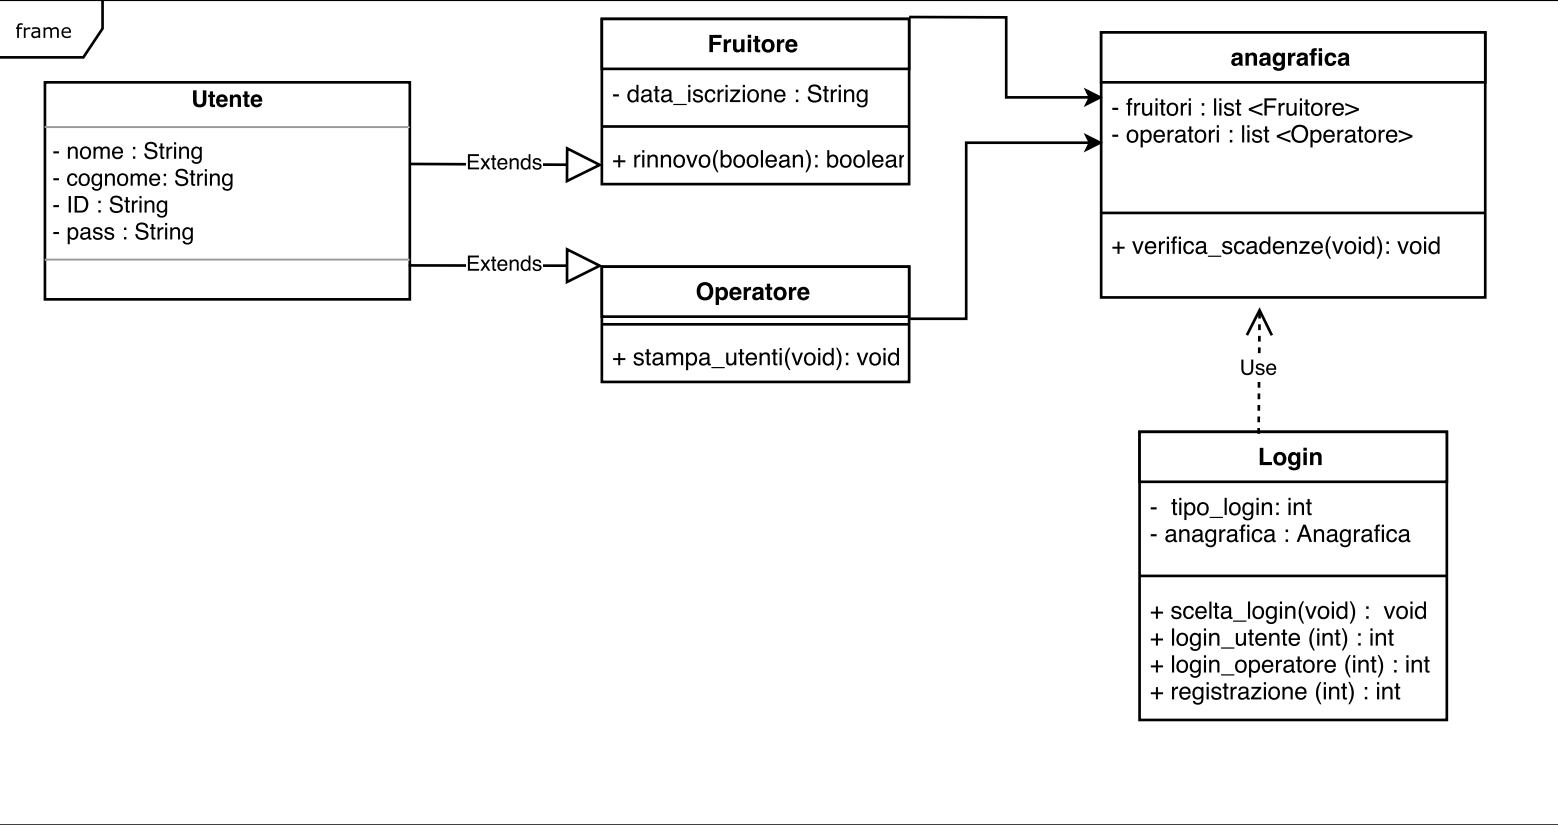 frame
Utente
- nome : String
- cognome: String
- ID : String
- pass : String
Extends
Extends
Fruitore
- data_iscrizione : String
+ rinnovo(boolean): boolear
Operatore
+ stampa_utenti(void): void
anagrafica
- fruitori : list <Fruitore>
- operatori : list <Operatore>
+ verifica_scadenze(void): void
Use
Login
- tipo_login: int
- anagrafica : Anagrafica
+ scelta_login(void) : void
+ login_utente (int) : int
+ login_operatore (int) : int
+ registrazione (int) : int